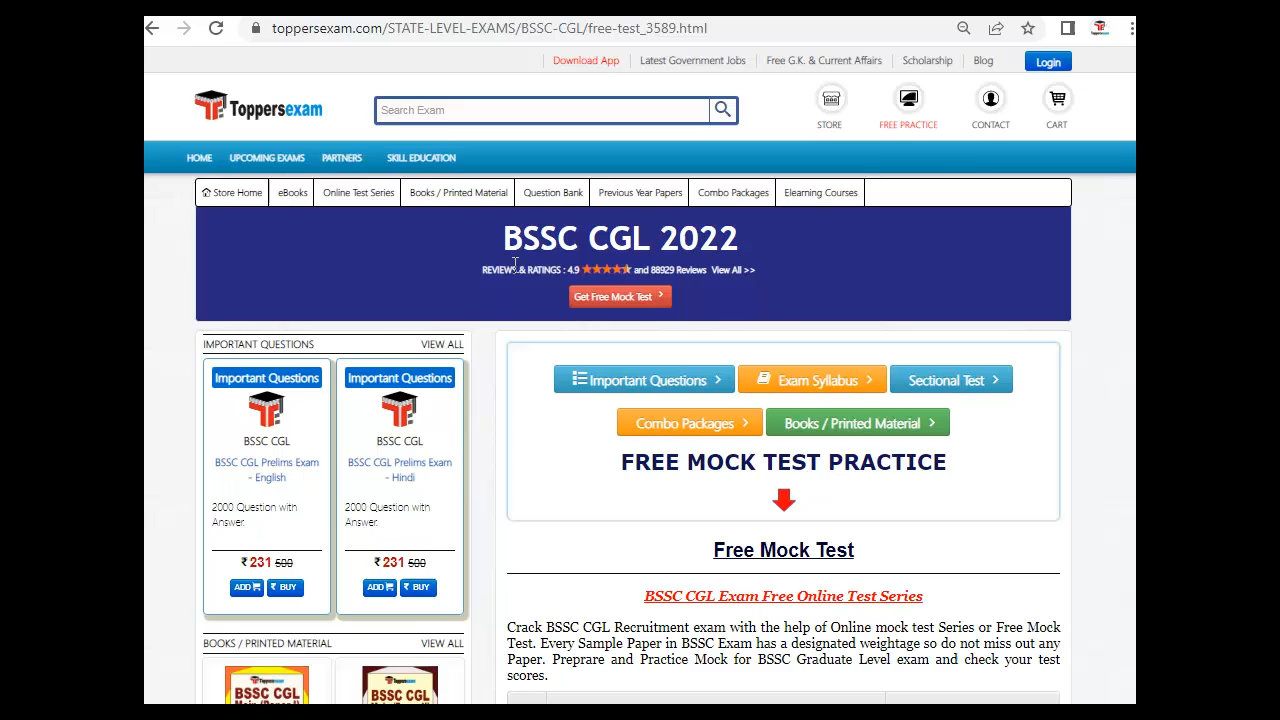 toppersexam.com/STATE-LEVEL-EXAMS/BSSC-CGL/free-test_3589.html
Download App Latest Government Jobs Free G.K. & Current Affairs Scholarship Blog Login
Toppersexam Search Exam
STORE FREE PRACTICE CONTACT CART
HOME UPCOMING EXAMS PARTNERS SKILL EDUCATION
Store Home eBooks Online Test Series Books / Printed Material Question Bank Previous Year Papers Combo Packages Elearning Courses
BSSC CGL 2022
REVIEWS & RATINGS : 4.9 and 88929 Reviews View All >>
Get Free Mock Test
IMPORTANT QUESTIONS VIEW ALL
Important Questions
BSSC CGL
BSSC CGL Prelims Exam
- English
2000 Question with
Answer.
₹ 231 500
ADD ₹ BUY
Important Questions
BSSC CGL
BSSC CGL Prelims Exam
- Hindi
2000 Question with
Answer.
₹ 231 500
ADD ₹ BUY
BOOKS / PRINTED MATERIAL VIEW ALL
Toppersexam
BSSC CGL
Toppersexam
BSSC CGL
Important Questions Exam Syllabus Sectional Test
Combo Packages Books / Printed Material
FREE MOCK TEST PRACTICE
Free Mock Test
BSSC CGL Exam Free Online Test Series
Crack BSSC CGL Recruitment exam with the help of Online mock test Series or Free Mock
Test. Every Sample Paper in BSSC Exam has a designated weightage so do not miss out any
Paper. Preprare and Practice Mock for BSSC Graduate Level exam and check your test
scores.